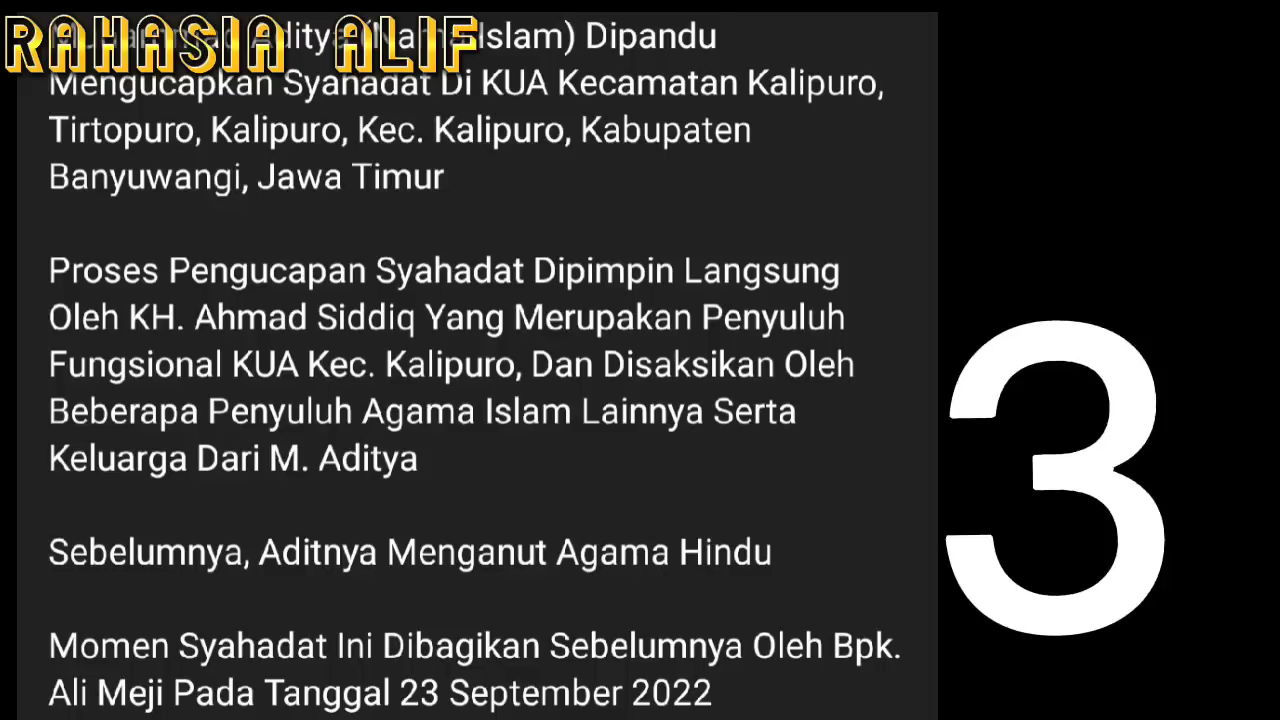 RAHASIA ALIF
Aditya (Nama Islam) Dipandu
Mengucapkan Syahadat Di KUA Kecamatan Kalipuro,
Tirtopuro, Kalipuro, Kec. Kalipuro, Kabupaten
Banyuwangi, Jawa Timur
Proses Pengucapan Syahadat Dipimpin Langsung
Oleh KH. Ahmad Siddiq Yang Merupakan Penyuluh
Fungsional KUA Kec. Kalipuro, Dan Disaksikan Oleh
Beberapa Penyuluh Agama Islam Lainnya Serta
Keluarga Dari M. Aditya
Sebelumnya, Aditnya Menganut Agama Hindu
Momen Syahadat Ini Dibagikan Sebelumnya Oleh Bpk.
Ali Meji Pada Tanggal 23 September 2022
3